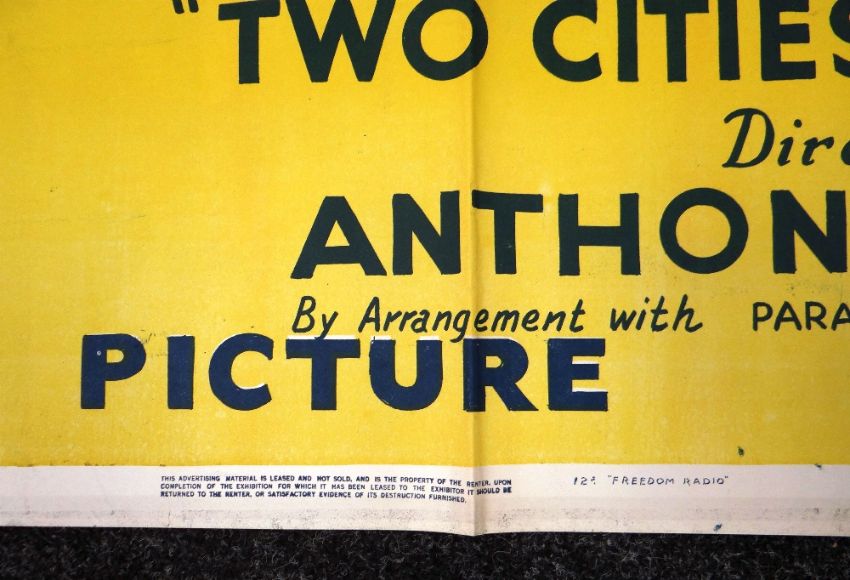 "TWO CITIES
Dire
ANTHON
By Arrangement with PARA
PICTURE
THIS ADVERTISING MATERIAL IS LEASED AND NOT SOLD, AND IS THE PROPERTY OF THE RENTER. UPON
COMPLETION OF THE EXHIBITION FOR WHICH IT HAS BEEN LEASED TO THE EXHIBITOR IT SHOULD BE
RETURNED TO THE RENTER, OR SATISFACTORY EVIDENCE OF ITS DESTRUCTION FURNISHED.
"FREEDOM RADIO"